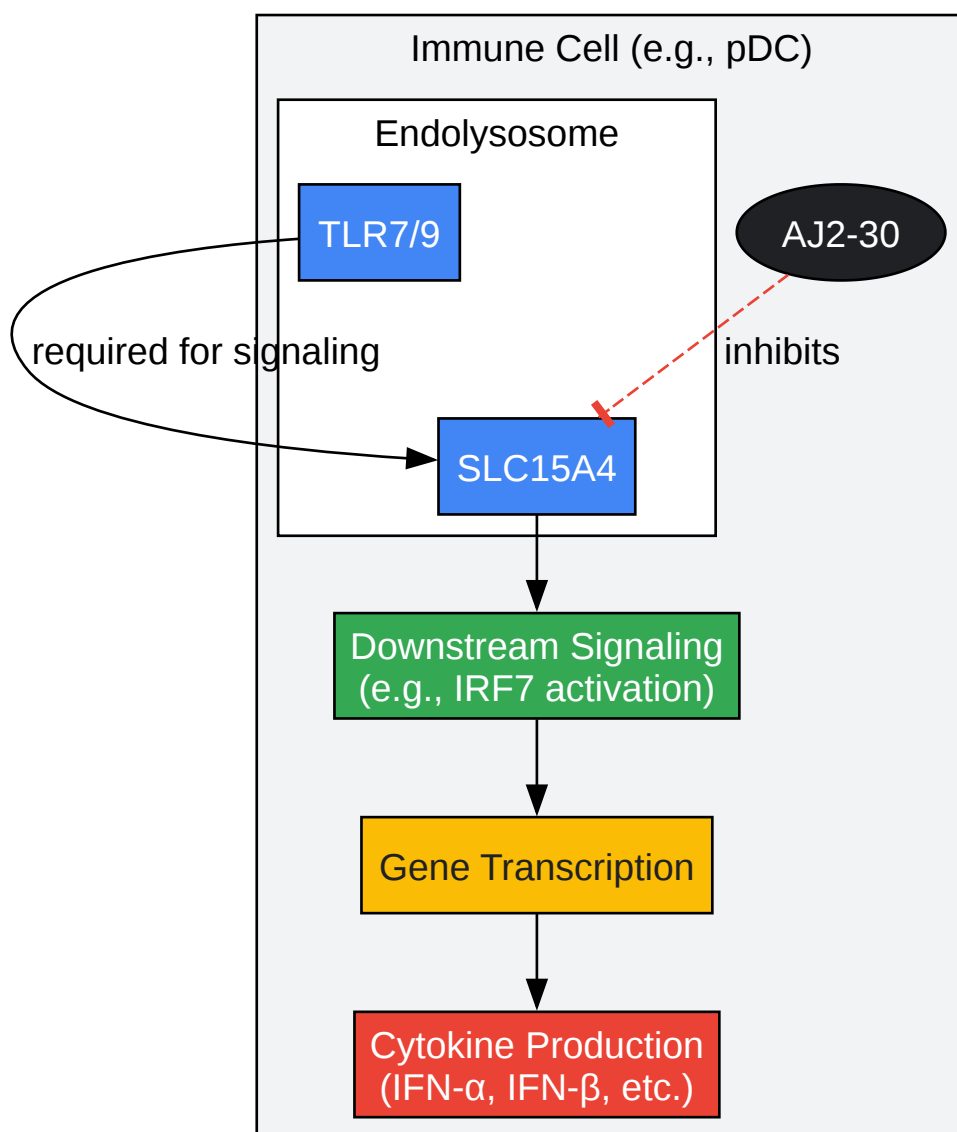 Immune Cell (e.g., pDC)
Endolysosome
TLR7/9
AJ2-30
required for signaling
inhibits
SLC15A4
Downstream Signaling
(e.g., IRF7 activation)
Gene Transcription
Cytokine Production
(IFN-α, IFN-β, etc.)